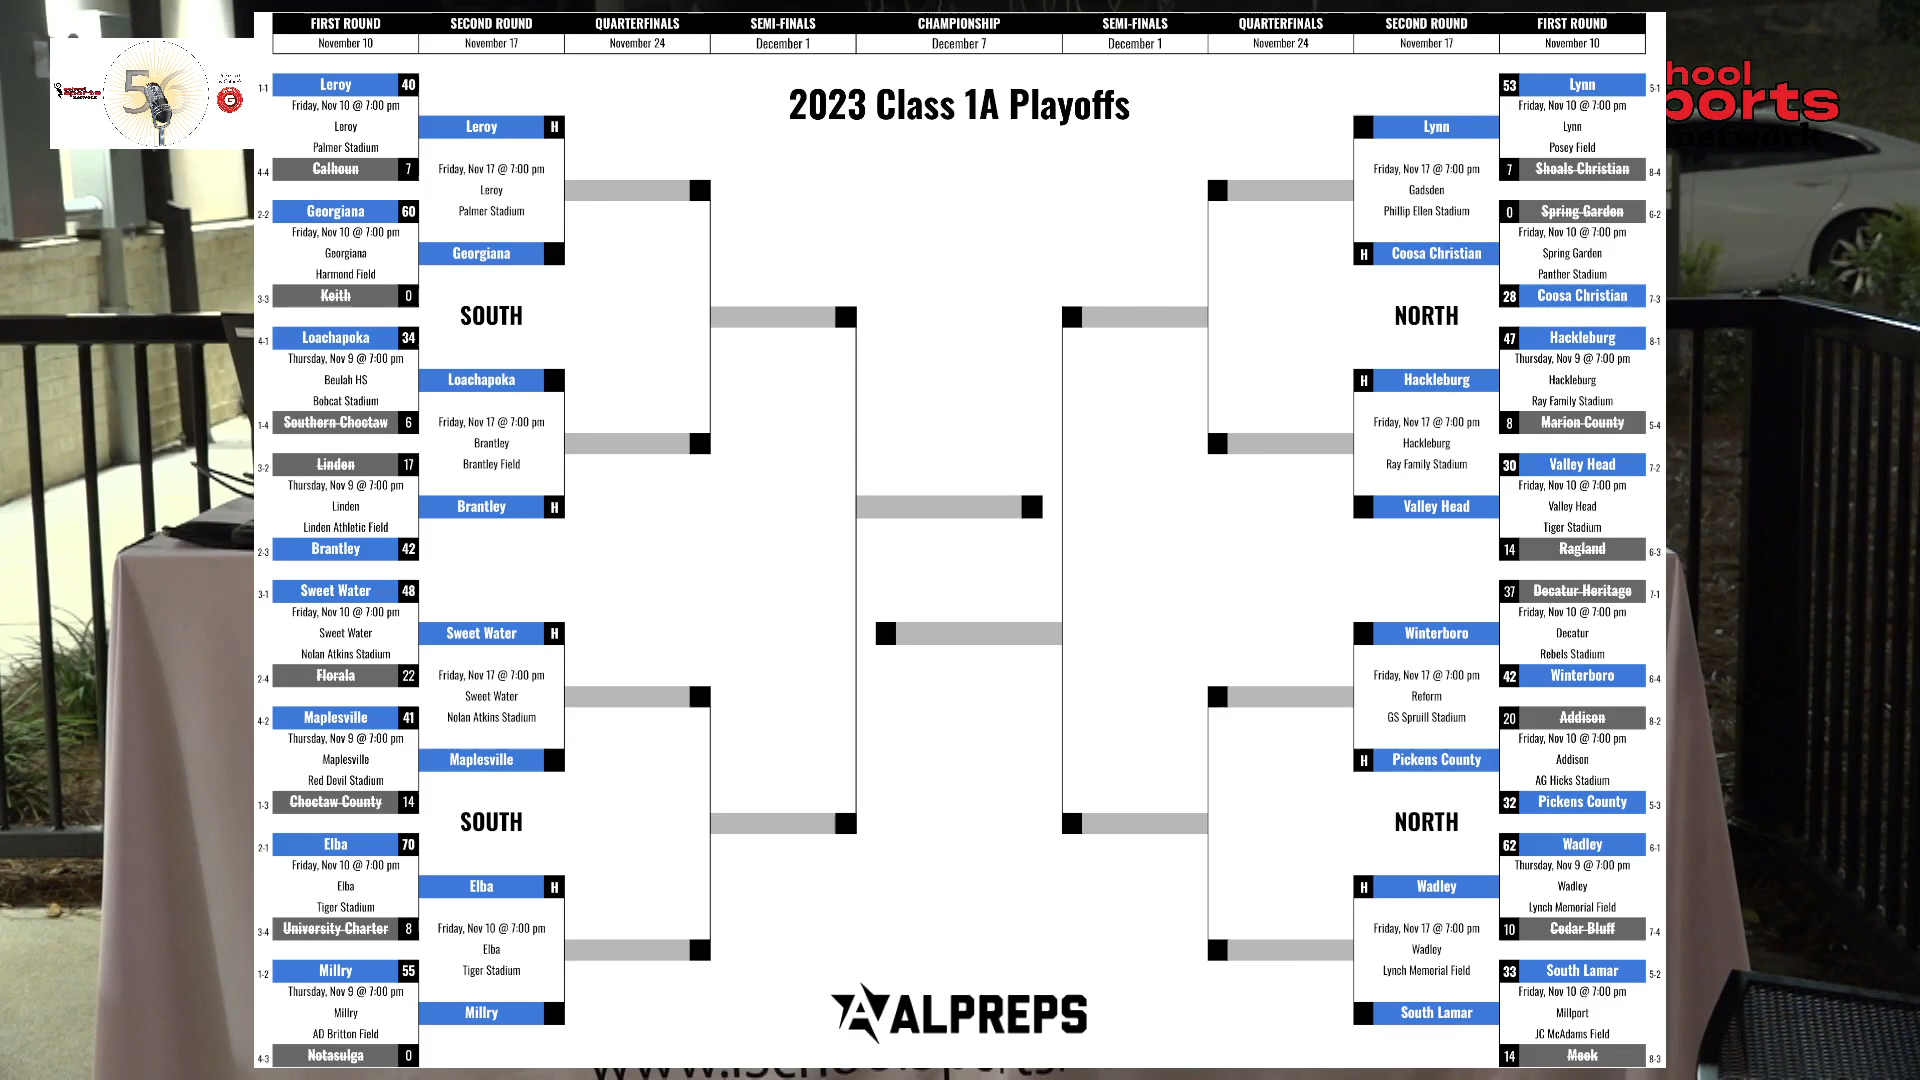 FIRST ROUND SECOND ROUND QUARTERFINALS SEMI-FINALS CHAMPIONSHIP SEMI-FINALS QUARTERFINALS SECOND ROUND FIRST ROUND
November 10 November 17 November 24 December 1 December 7 December 1 November 24 November 17 November 10
2023 Class 1A Playoffs
1-1 Leroy 40
Friday, Nov 10 @ 7:00 pm
Leroy
Palmer Stadium
4-4 Calhoun 7
2-2 Georgiana 60
Friday, Nov 10 @ 7:00 pm
Georgiana
Harmond Field
3-3 Keith 0
4-1 Loachapoka 34
Thursday, Nov 9 @ 7:00 pm
Beulah HS
Bobcat Stadium
1-4 Southern Choctaw 6
3-2 Linden 17
Thursday, Nov 9 @ 7:00 pm
Linden
Linden Athletic Field
2-3 Brantley 42
3-1 Sweet Water 48
Friday, Nov 10 @ 7:00 pm
Sweet Water
Nolan Atkins Stadium
2-4 Florala 22
4-2 Maplesville 41
Thursday, Nov 9 @ 7:00 pm
Maplesville
Red Devil Stadium
1-3 Choctaw County 14
2-1 Elba 70
Friday, Nov 10 @ 7:00 pm
Elba
Tiger Stadium
3-4 University Charter 8
1-2 Millry 55
Thursday, Nov 9 @ 7:00 pm
Millry
AD Britton Field
4-3 Notasulga 0
Leroy H
Friday, Nov 17 @ 7:00 pm
Leroy
Palmer Stadium
Georgiana
SOUTH
Loachapoka
Friday, Nov 17 @ 7:00 pm
Brantley
Brantley Field
Brantley H
Sweet Water H
Friday, Nov 17 @ 7:00 pm
Sweet Water
Nolan Atkins Stadium
Maplesville
SOUTH
Elba H
Friday, Nov 10 @ 7:00 pm
Elba
Tiger Stadium
Millry
ALPREPS
Lynn
Friday, Nov 17 @ 7:00 pm
Gadsden
Phillip Ellen Stadium
H Coosa Christian
NORTH
H Hackleburg
Friday, Nov 17 @ 7:00 pm
Hackleburg
Ray Family Stadium
Valley Head
Winterboro
Friday, Nov 17 @ 7:00 pm
Reform
GS Spruill Stadium
H Pickens County
NORTH
H Wadley
Friday, Nov 17 @ 7:00 pm
Wadley
Lynch Memorial Field
South Lamar
53 Lynn 5-1
Friday, Nov 10 @ 7:00 pm
Lynn
Posey Field
7 Shoals Christian 8-4
0 Spring Garden 6-2
Friday, Nov 10 @ 7:00 pm
Spring Garden
Panther Stadium
28 Coosa Christian 7-3
47 Hackleburg 8-1
Thursday, Nov 9 @ 7:00 pm
Hackleburg
Ray Family Stadium
8 Marion County 5-4
30 Valley Head 7-2
Friday, Nov 10 @ 7:00 pm
Valley Head
Tiger Stadium
14 Ragland 6-3
37 Decatur Heritage 7-1
Friday, Nov 10 @ 7:00 pm
Decatur
Rebels Stadium
42 Winterboro 6-4
20 Addison 8-2
Friday, Nov 10 @ 7:00 pm
Addison
AG Hicks Stadium
32 Pickens County 5-3
62 Wadley 6-1
Thursday, Nov 9 @ 7:00 pm
Wadley
Lynch Memorial Field
10 Cedar Bluff 7-4
33 South Lamar 5-2
Friday, Nov 10 @ 7:00 pm
Millport
JC McAdams Field
14 Meek 8-3
hool
ports
network